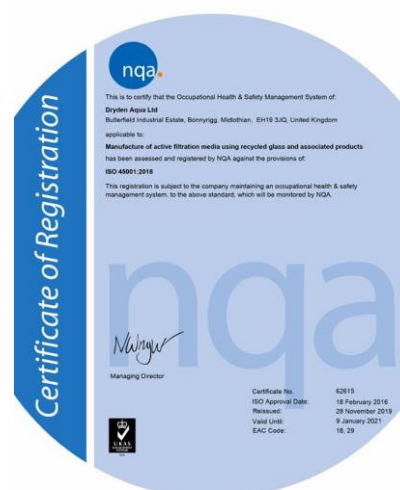 Certificate of Registration
nqa.
This is to certify that the Occupational Health & Safety Management System of:
Dryden Aqua Ltd
Butterfield Industrial Estate, Bonnyrigg, Midlothian, EH19 3JQ, United Kingdom
applicable to:
Manufacture of active filtration media using recycled glass and associated products
has been assessed and registered by NQA against the provisions of:
ISO 45001:2018
This registration is subject to the company maintaining an occupational health & safety
management system, to the above standard, which will be monitored by NQA.
nqa
Managing Director
Certificate No. 62615
ISO Approval Date: 18 February 2016
Reissued: 28 November 2019
Valid Until: 9 January 2021
EAC Code: 18, 29
UKAS